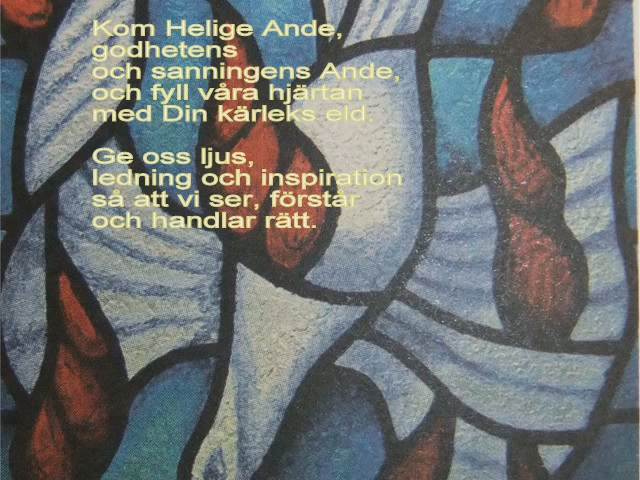 Kom Helige Ande,
godhetens
och sanningens Ande,
och fyll våra hjärtan
med Din kärleks eld.
Ge oss ljus,
ledning och inspiration
så att vi ser, förstår
och handlar rätt.